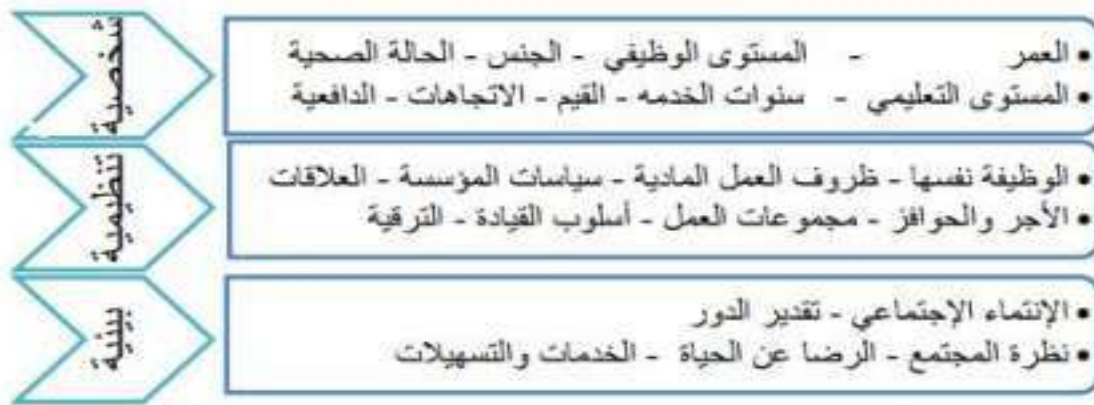 شخصية
• العمر - المستوى الوظيفي - الجنس - الحالة الصحية
• المستوى التعليمي - سنوات الخدمه - القيم - الاتجاهات - الدافعية
تنظيمية
• الوظيفة نفسها - ظروف العمل المادية - سياسات المؤسسة - العلاقات
• الأجر والحوافز - مجموعات العمل - أسلوب القيادة - الترقية
بيئية
• الإنتماء الإجتماعي - تقدير الدور
• نظرة المجتمع - الرضا عن الحياة - الخدمات والتسهيلات